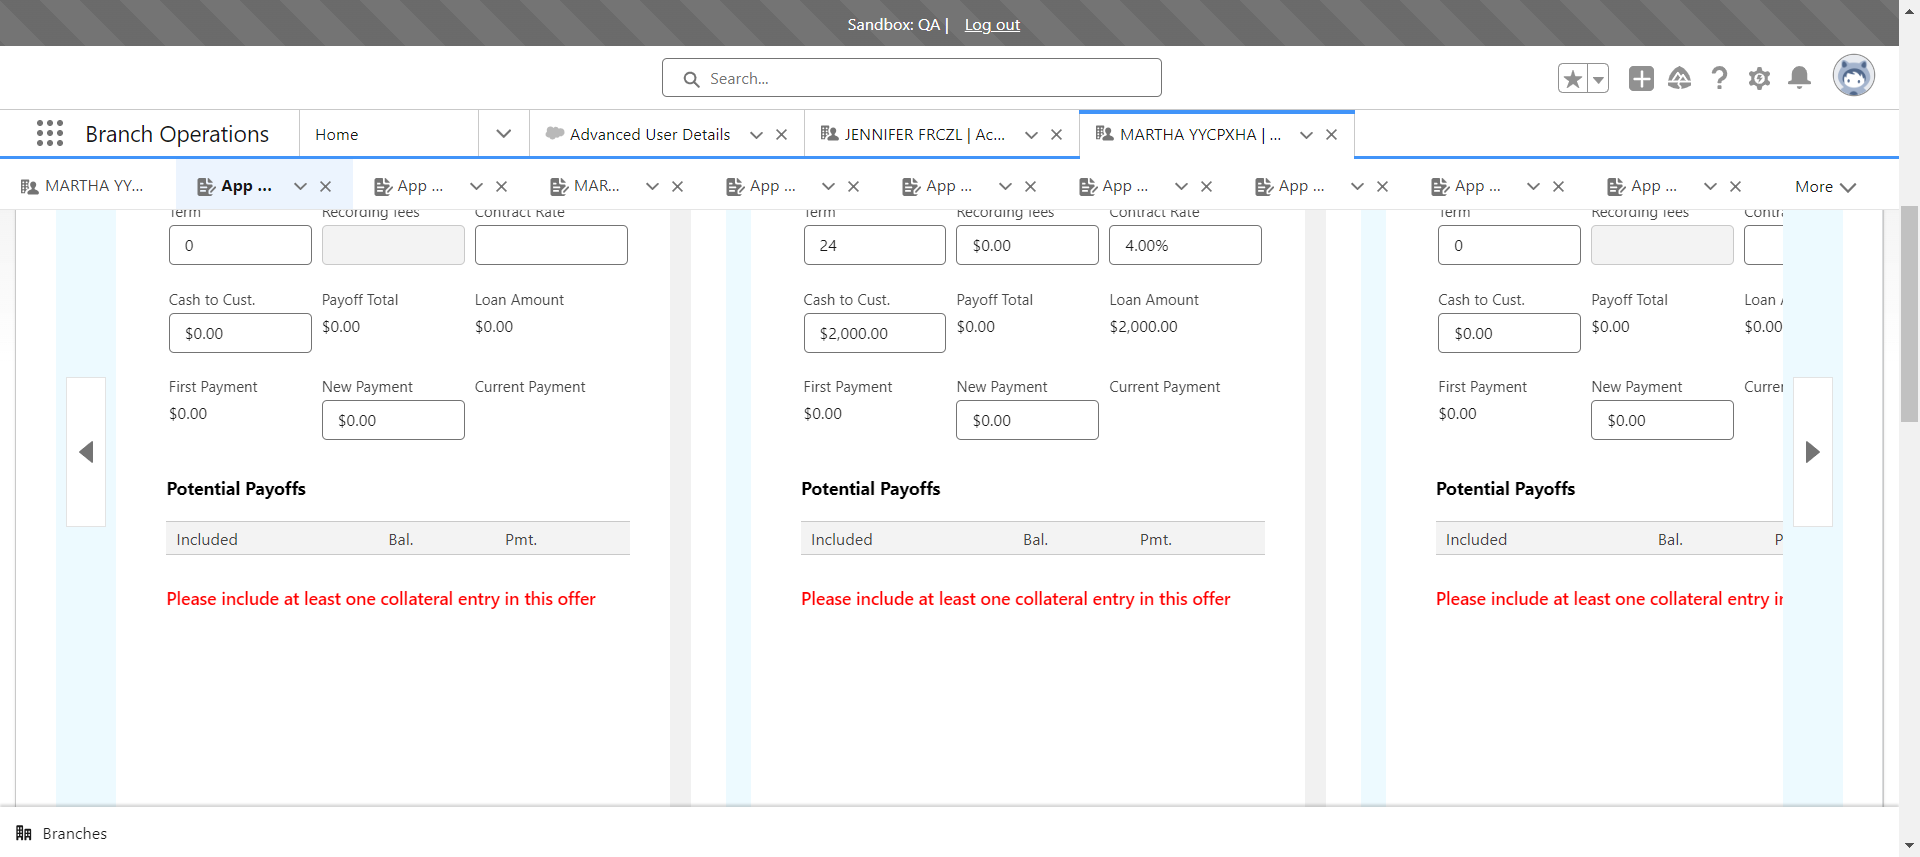 Sandbox: QA | Log out
Search...
Branch Operations
Home
Advanced User Details
JENNIFER FRCZL | Ac...
MARTHA YYCPXHA | ...
MARTHA YY...
App ...
App ...
MAR...
App ...
App ...
App ...
App ...
App ...
App ...
More
Term Recording fees Contract Rate
0
Cash to Cust. Payoff Total Loan Amount
$0.00 $0.00 $0.00
First Payment New Payment Current Payment
$0.00 $0.00
Potential Payoffs
Included Bal. Pmt.
Please include at least one collateral entry in this offer
Term Recording fees Contract Rate
24 $0.00 4.00%
Cash to Cust. Payoff Total Loan Amount
$2,000.00 $0.00 $2,000.00
First Payment New Payment Current Payment
$0.00 $0.00
Potential Payoffs
Included Bal. Pmt.
Please include at least one collateral entry in this offer
Term Recording fees Contra
0
Cash to Cust. Payoff Total Loan A
$0.00 $0.00 $0.00
First Payment New Payment Currer
$0.00 $0.00
Potential Payoffs
Included Bal. P
Please include at least one collateral entry in
Branches